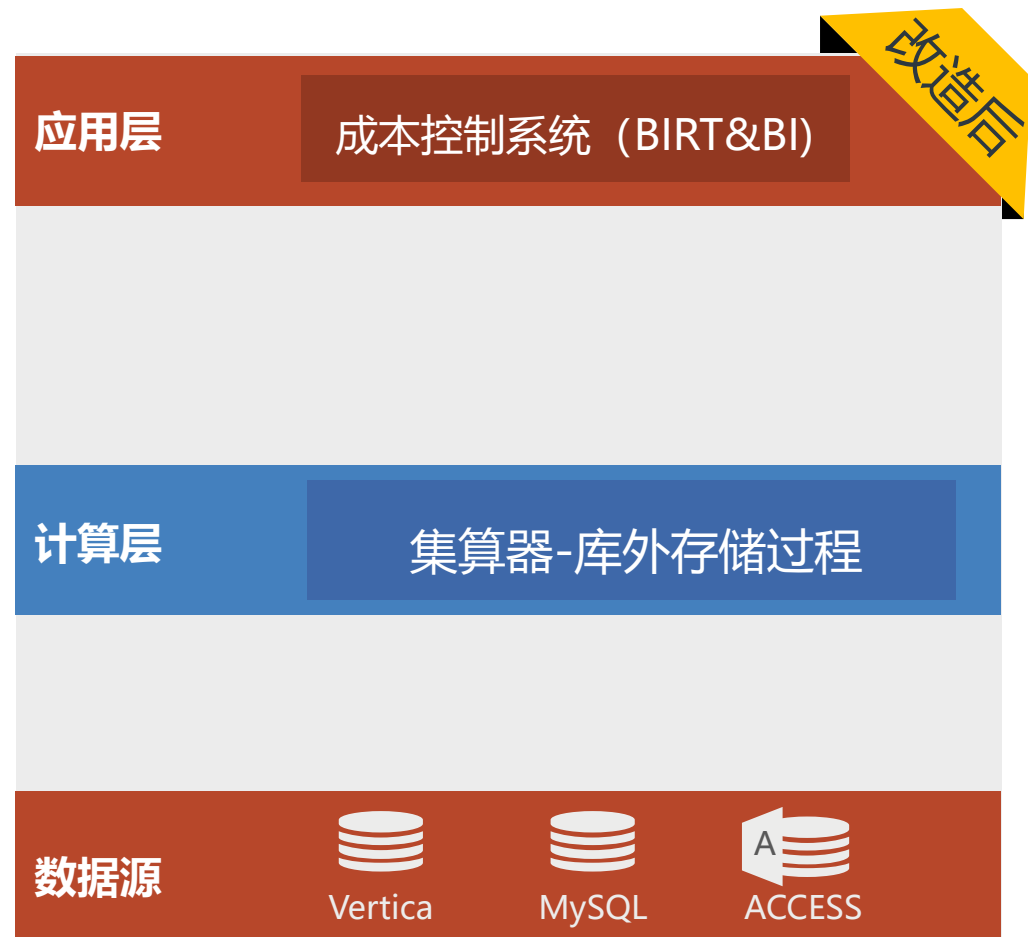 改造后
应用层
成本控制系统（BIRT&BI)
计算层
集算器-库外存储过程
数据源
A
Vertica
MySQL
ACCESS